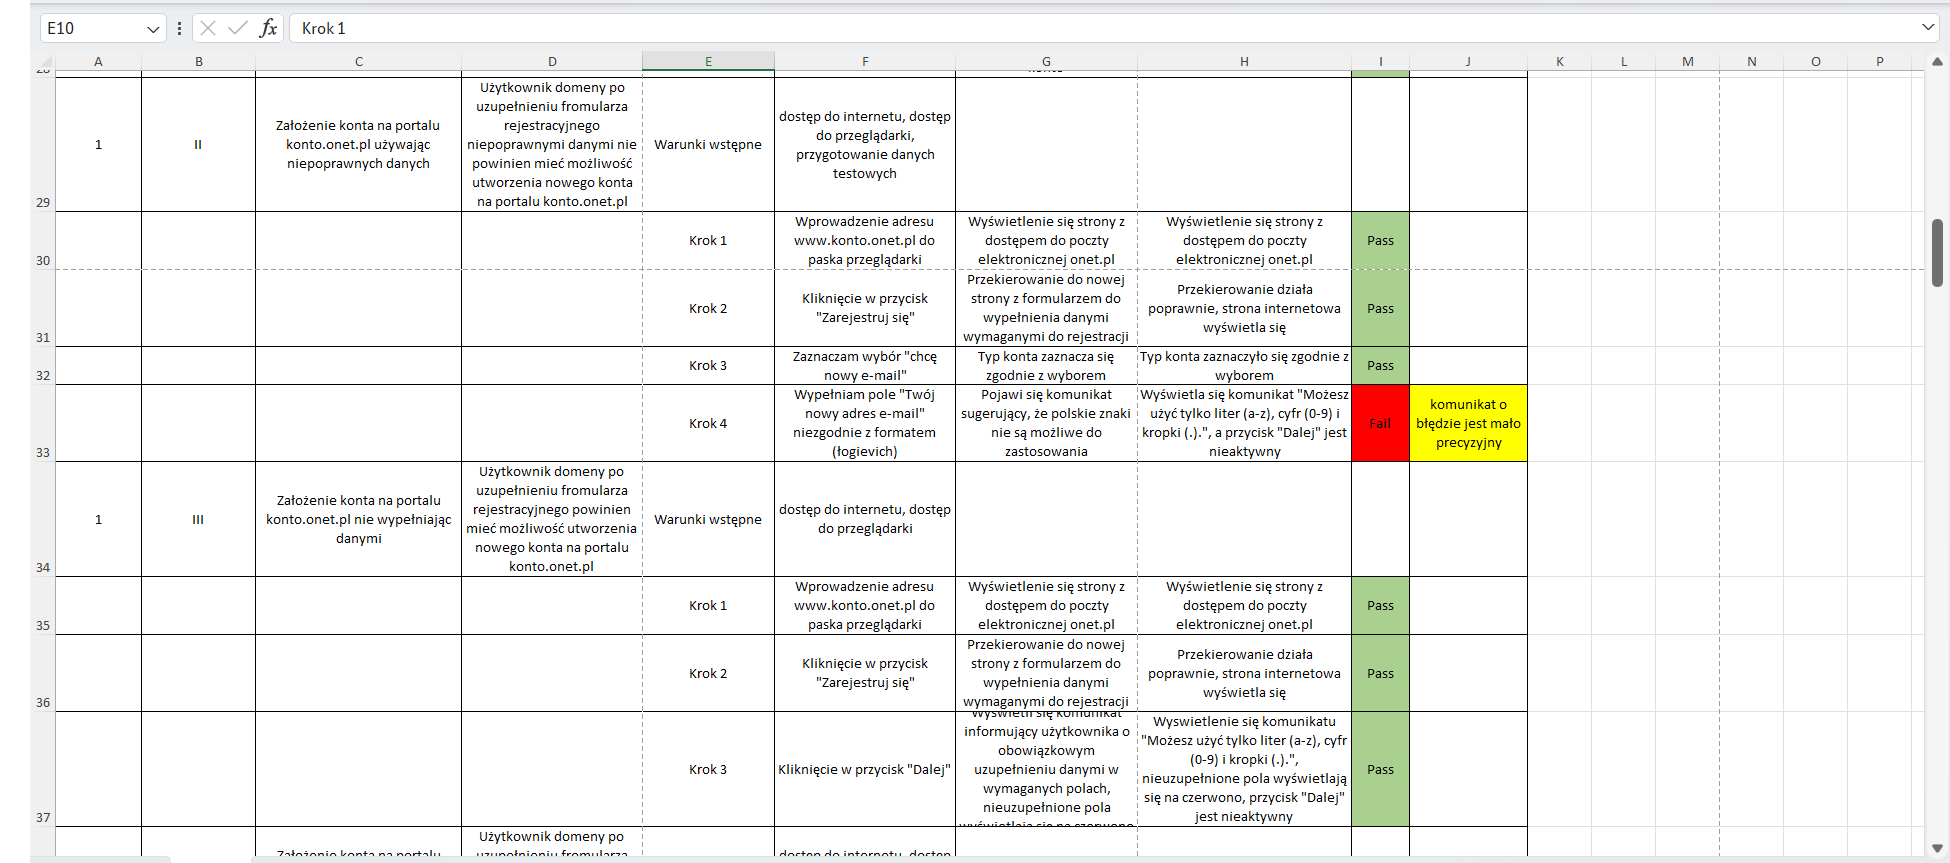 E10
fx
Krok 1
A B C D E F G H I J K L M N O P
29
1
II
Założenie konta na portalu
konto.onet.pl używając
niepoprawnych danych
Użytkownik domeny po
uzupełnieniu fromularza
rejestracyjnego
niepoprawnymi danymi nie
powinien mieć możliwość
utworzenia nowego konta
na portalu konto.onet.pl
Warunki wstępne
dostęp do internetu, dostęp
do przeglądarki,
przygotowanie danych
testowych
30
Krok 1
Wprowadzenie adresu
www.konto.onet.pl do
paska przeglądarki
Wyświetlenie się strony z
dostępem do poczty
elektronicznej onet.pl
Wyświetlenie się strony z
dostępem do poczty
elektronicznej onet.pl
Pass
31
Krok 2
Kliknięcie w przycisk
"Zarejestruj się"
Przekierowanie do nowej
strony z formularzem do
wypełnienia danymi
wymaganymi do rejestracji
Przekierowanie działa
poprawnie, strona internetowa
wyświetla się
Pass
32
Krok 3
Zaznaczam wybór "chcę
nowy e-mail"
Typ konta zaznacza się
zgodnie z wyborem
Typ konta zaznaczyło się zgodnie z
wyborem
Pass
33
Krok 4
Wypełniam pole "Twój
nowy adres e-mail"
niezgodnie z formatem
(łogievich)
Pojawi się komunikat
sugerujący, że polskie znaki
nie są możliwe do
zastosowania
Wyświetla się komunikat "Możesz
użyć tylko liter (a-z), cyfr (0-9) i
kropki (.).", a przycisk "Dalej" jest
nieaktywny
Fail
komunikat o
błędzie jest mało
precyzyjny
34
1
III
Założenie konta na portalu
konto.onet.pl nie wypełniając
danymi
Użytkownik domeny po
uzupełnieniu fromularza
rejestracyjnego powinien
mieć możliwość utworzenia
nowego konta na portalu
konto.onet.pl
Warunki wstępne
dostęp do internetu, dostęp
do przeglądarki
35
Krok 1
Wprowadzenie adresu
www.konto.onet.pl do
paska przeglądarki
Wyświetlenie się strony z
dostępem do poczty
elektronicznej onet.pl
Wyświetlenie się strony z
dostępem do poczty
elektronicznej onet.pl
Pass
36
Krok 2
Kliknięcie w przycisk
"Zarejestruj się"
Przekierowanie do nowej
strony z formularzem do
wypełnienia danymi
wymaganymi do rejestracji
Przekierowanie działa
poprawnie, strona internetowa
wyświetla się
Pass
37
Krok 3
Kliknięcie w przycisk "Dalej"
Wyświetli się komunikat
informujący użytkownika o
obowiązkowym
uzupełnieniu danymi w
wymaganych polach,
nieuzupełnione pola
wyświetlają się na czerwono
Wyswietlenie się komunikatu
"Możesz użyć tylko liter (a-z), cyfr
(0-9) i kropki (.).",
nieuzupełnione pola wyświetlają
się na czerwono, przycisk "Dalej"
jest nieaktywny
Pass
Założenie konta na portalu
Użytkownik domeny po
uzupełnieniu fromularza
dostęp do internetu, dostęp